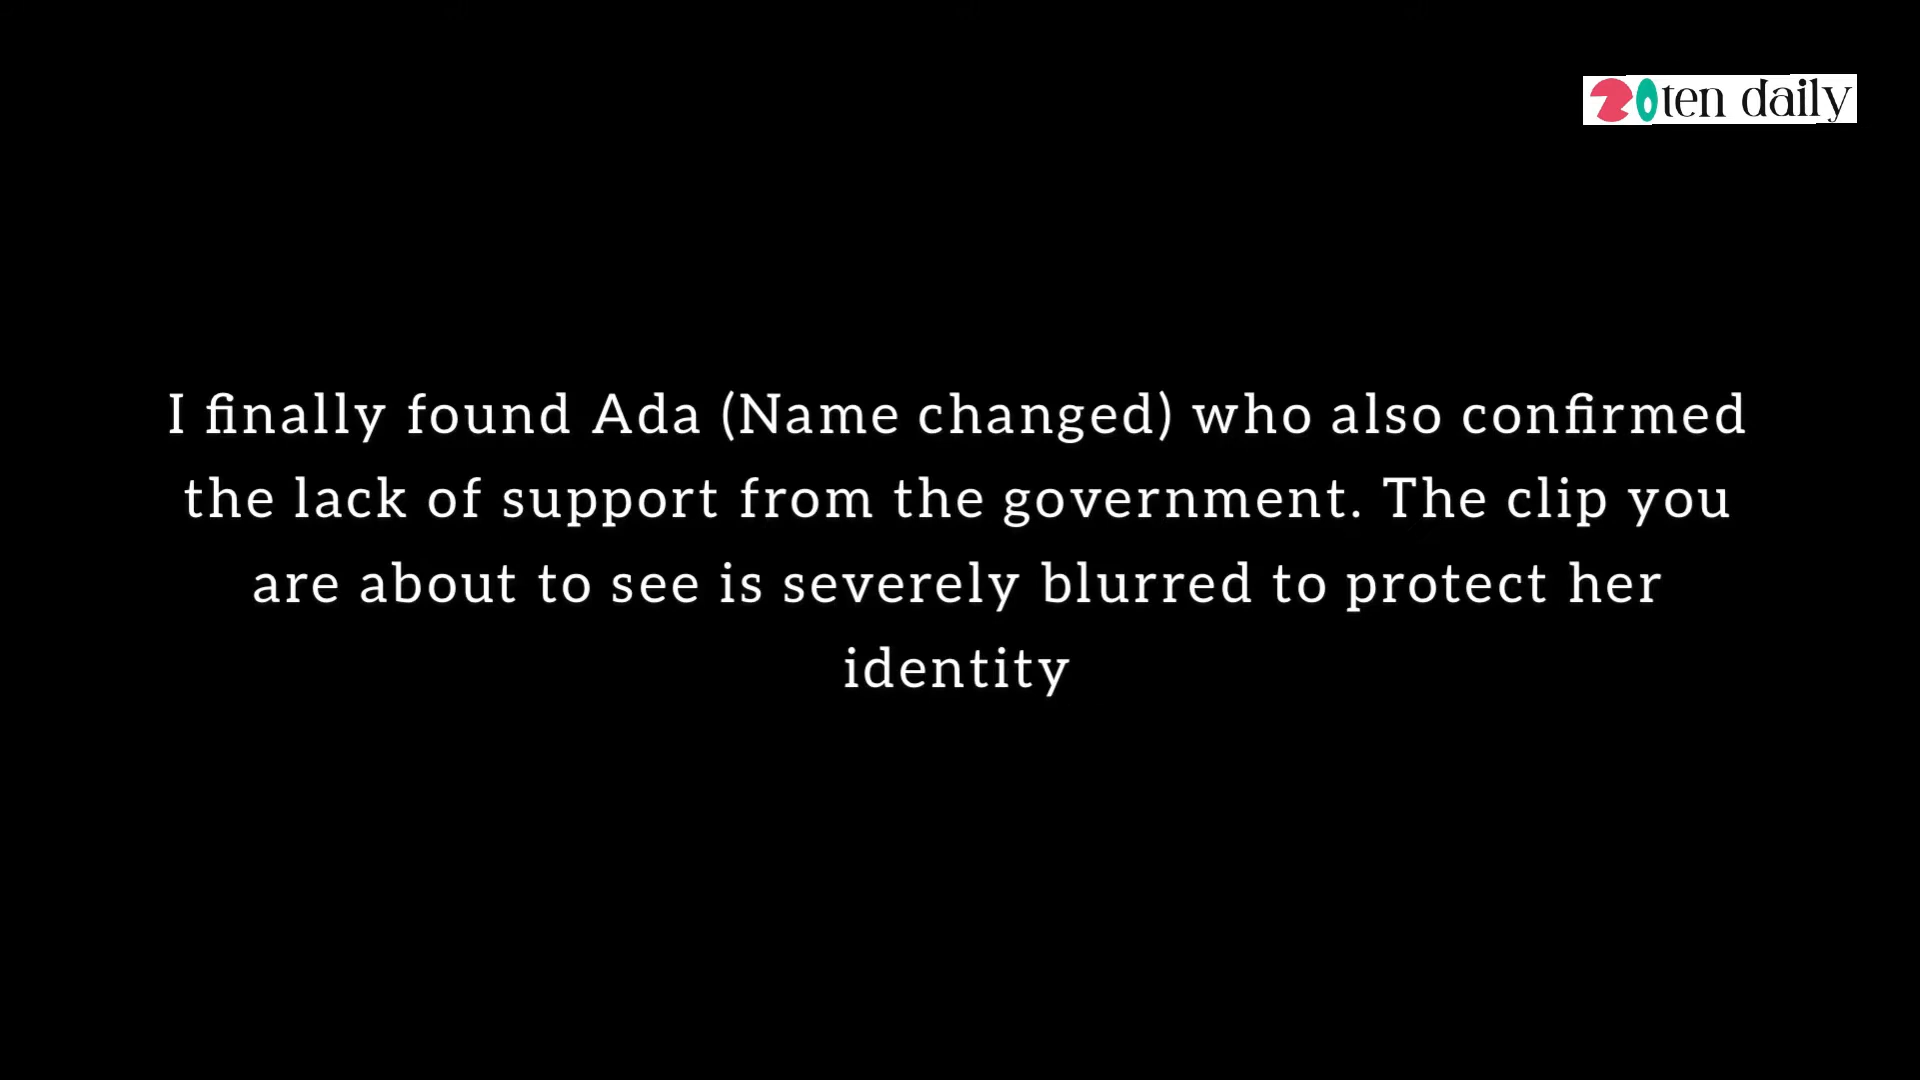 20ten daily
I finally found Ada (Name changed) who also confirmed
the lack of support from the government. The clip you
are about to see is severely blurred to protect her
identity